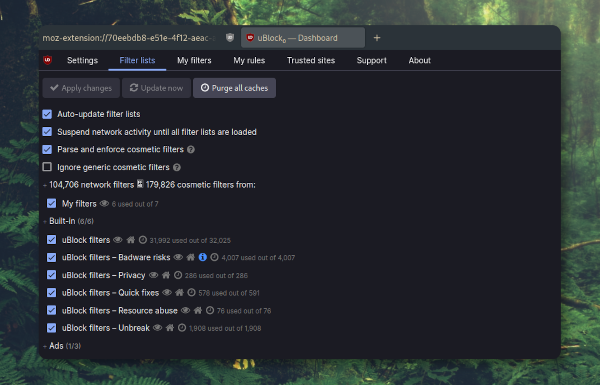 moz-extension://70eebdb8-e51e-4f12-aeac- uBlock₀ — Dashboard +
Settings Filter lists My filters My rules Trusted sites Support About
Apply changes Update now Purge all caches
Auto-update filter lists
Suspend network activity until all filter lists are loaded
Parse and enforce cosmetic filters
Ignore generic cosmetic filters
104,706 network filters 179,826 cosmetic filters from:
My filters 6 used out of 7
Built-in (6/6)
uBlock filters 31,992 used out of 32,025
uBlock filters – Badware risks 4,007 used out of 4,007
uBlock filters – Privacy 286 used out of 286
uBlock filters – Quick fixes 578 used out of 591
uBlock filters – Resource abuse 76 used out of 76
uBlock filters – Unbreak 1,908 used out of 1,908
Ads (1/3)